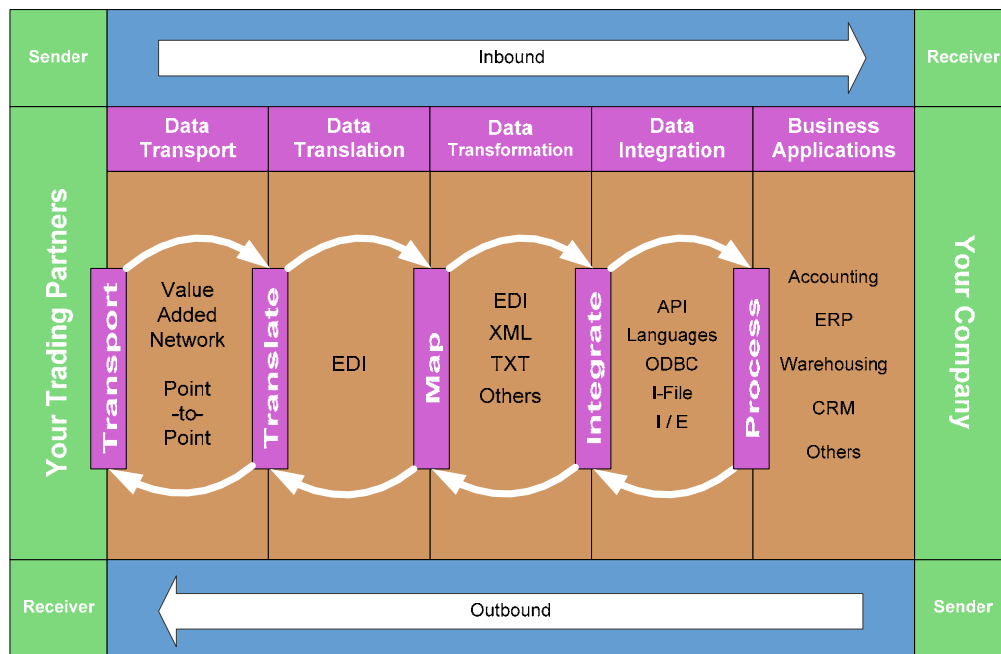 Sender
Inbound
Receiver
Data
Transport
Data
Translation
Data
Transformation
Data
Integration
Business
Applications
Your Trading Partners
Transport
Value
Added
Network
Point
-to-
Point
Translate
EDI
Map
EDI
XML
TXT
Others
Integrate
API
Languages
ODBC
I-File
I / E
Process
Accounting
ERP
Warehousing
CRM
Others
Your Company
Receiver
Outbound
Sender